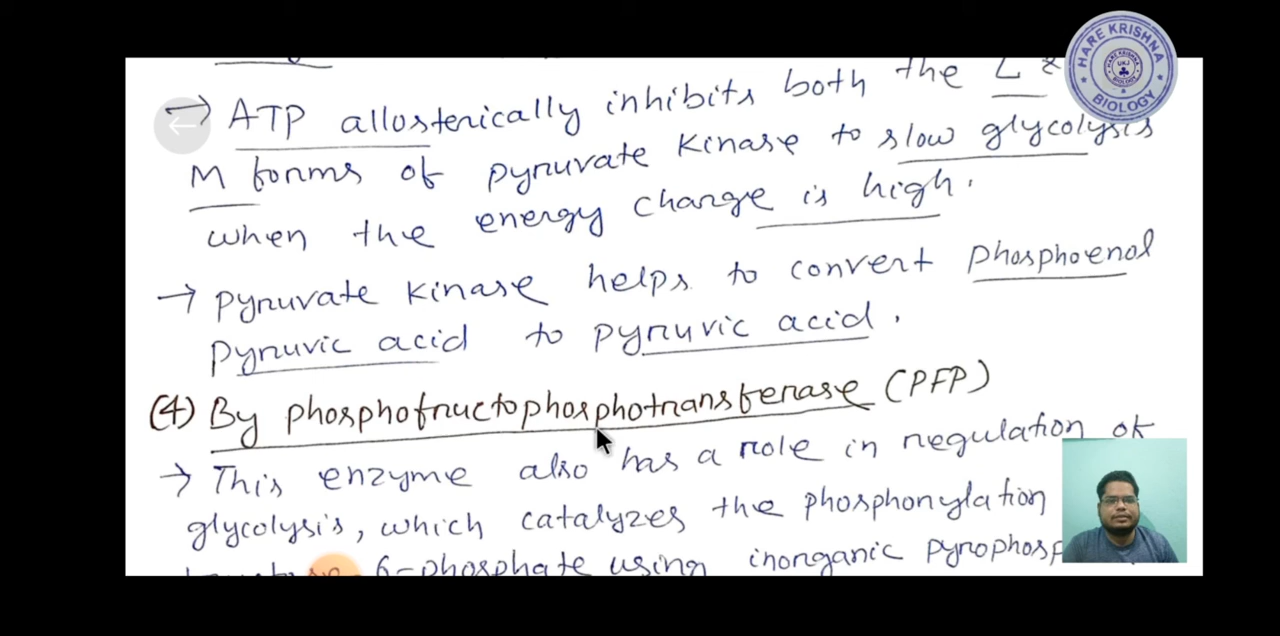 → ATP allosterically inhibits both the L &
M forms of pyruvate kinase to slow glycolysis
when the energy charge is high.
→ Pyruvate kinase helps to convert phosphoenol
pyruvic acid to pyruvic acid.
(4) By phosphofructophosphotransferase (PFP)
→ This enzyme also has a role in regulation of
glycolysis, which catalyzes the phosphorylation
6-phosphate using inorganic pyrophosp
HARE KRISHNA
UKJ
BIOLOGY